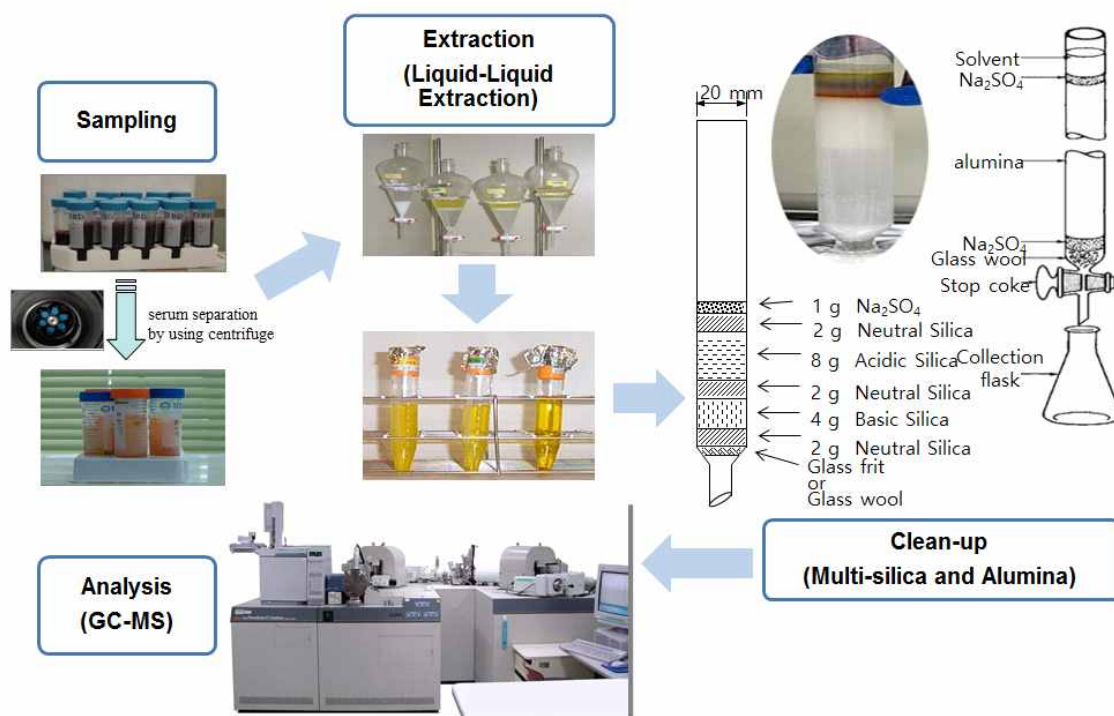 Sampling
serum separation
by using centrifuge
Extraction
(Liquid-Liquid
Extraction)
20 mm
1 g Na₂SO₄
2 g Neutral Silica
8 g Acidic Silica
2 g Neutral Silica
4 g Basic Silica
2 g Neutral Silica
Glass frit
or
Glass wool
Solvent
Na₂SO₄
alumina
Na₂SO₄
Glass wool
Stop coke
Collection
flask
Clean-up
(Multi-silica and Alumina)
Analysis
(GC-MS)